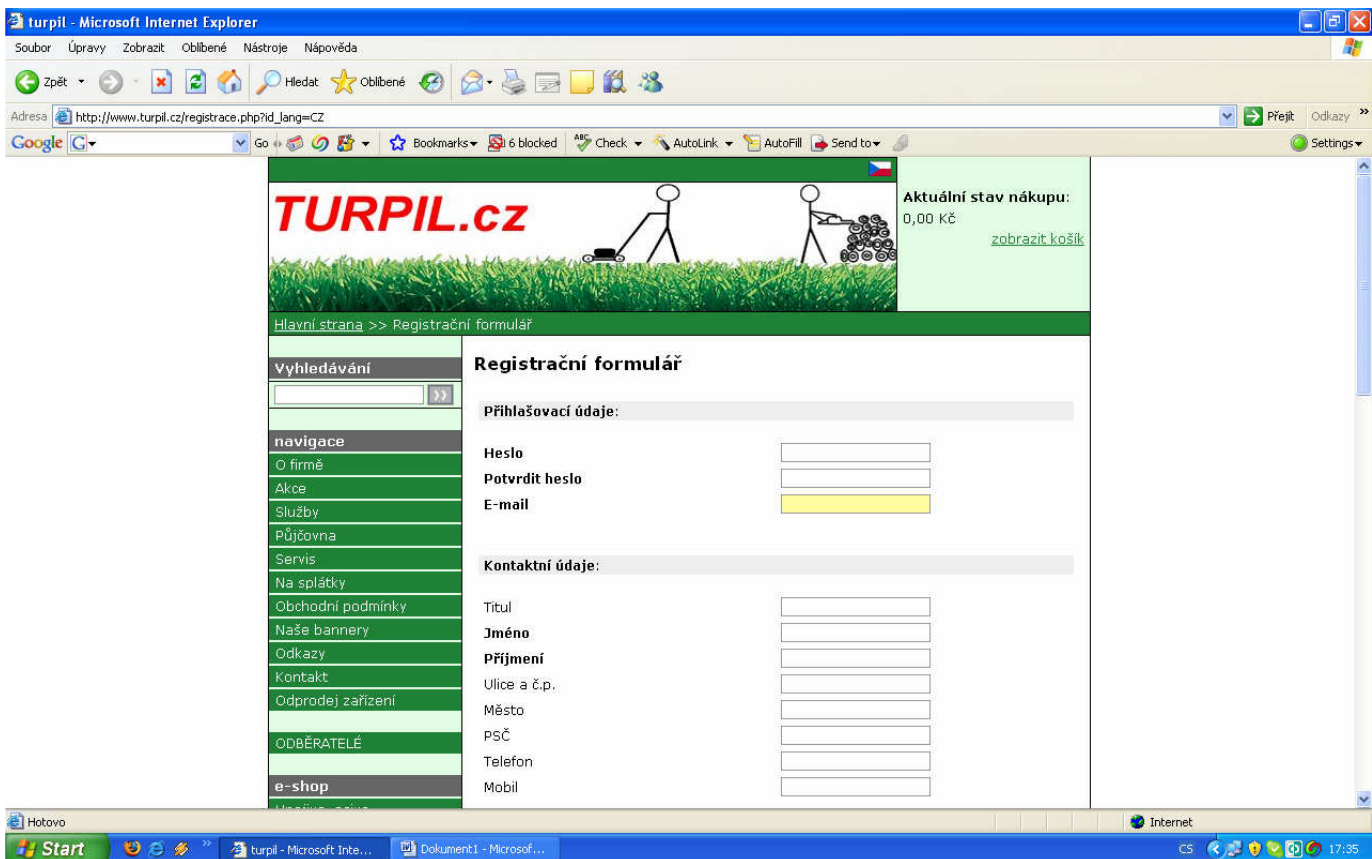 turpil - Microsoft Internet Explorer
Soubor Úpravy Zobrazit Oblíbené Nástroje Nápověda
Zpět Hledat Oblíbené
Adresa http://www.turpil.cz/registrace.php?id_lang=CZ Přejít Odkazy »
Google G Go Bookmarks 6 blocked ABC Check AutoLink AutoFill Send to Settings
TURPIL.cz
Aktuální stav nákupu:
0,00 Kč
zobrazit košík
Hlavní strana >> Registrační formulář
Vyhledávání
>>
navigace
O firmě
Akce
Služby
Půjčovna
Servis
Na splátky
Obchodní podmínky
Naše bannery
Odkazy
Kontakt
Odprodej zařízení
ODBĚRATELÉ
e-shop
Registrační formulář
Přihlašovací údaje:
Heslo
Potvrdit heslo
E-mail
Kontaktní údaje:
Titul
Jméno
Příjmení
Ulice a č.p.
Město
PSČ
Telefon
Mobil
Hotovo Internet
Start » turpil - Microsoft Inte... Dokument1 - Microsof... CS 17:35